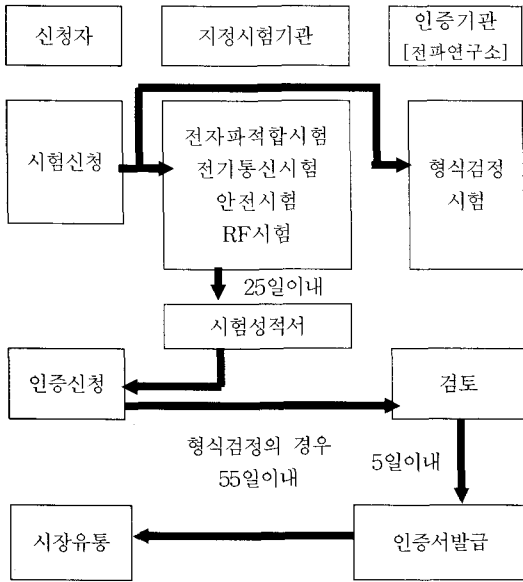 신청자
지정시험기관
인증기관
[전파연구소]
시험신청
전자파적합시험
전기통신시험
안전시험
RF시험
형식검정
시험
25일이내
시험성적서
인증신청
검토
형식검정의 경우
55일이내
5일이내
시장유통
인증서발급